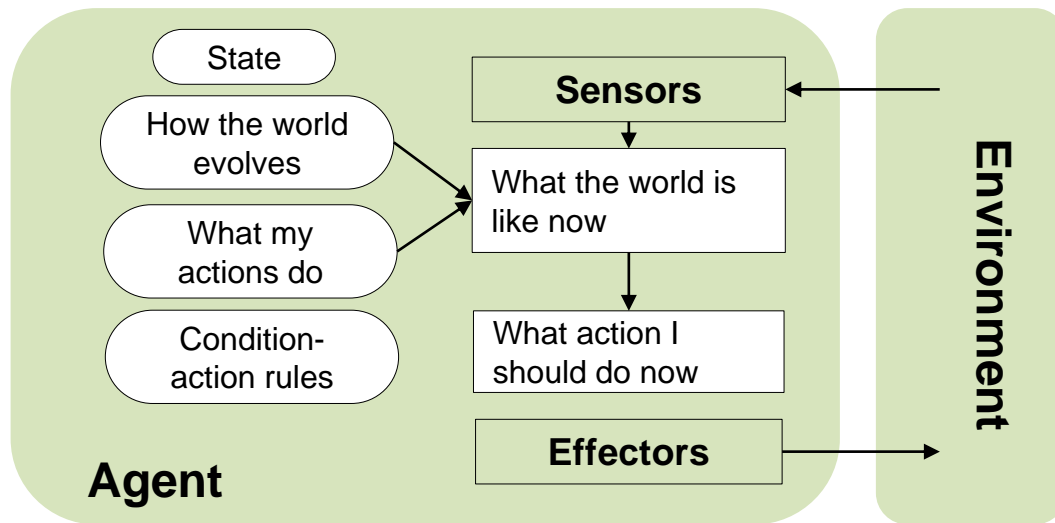 State
How the world
evolves
What my
actions do
Condition-
action rules
Agent
Sensors
What the world is
like now
What action I
should do now
Effectors
Environment